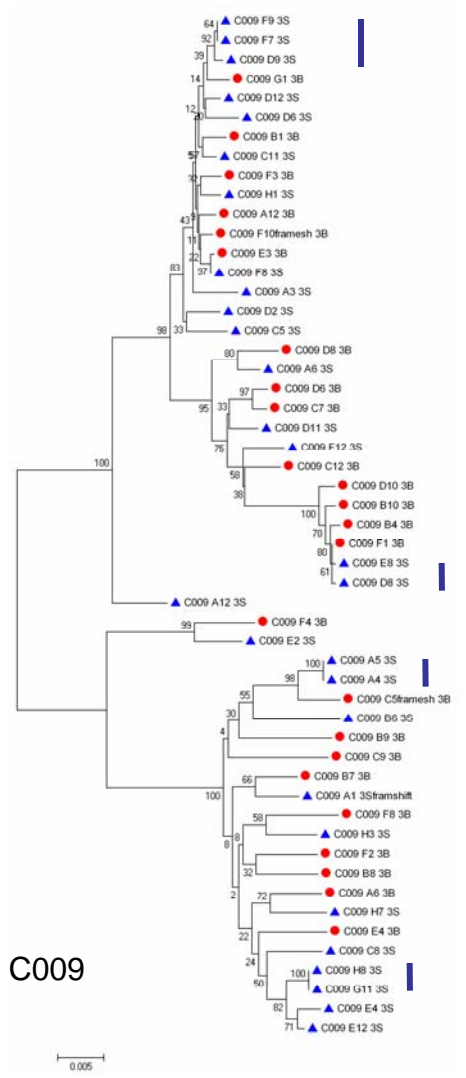 C009 F9 3S
64
C009 F7 3S
92
C009 D9 3S
39
C009 G1 3B
14
C009 D12 3S
12
C009 D6 3S
C009 B1 3B
57
C009 C11 3S
C009 F3 3B
32
C009 H1 3S
C009 A12 3B
9
43
C009 F10framesh 3B
11
C009 E3 3B
22
97
C009 F8 3S
83
C009 A3 3S
C009 D2 3S
98
33
C009 C5 3S
C009 D8 3B
80
C009 A6 3S
C009 D6 3B
97
95
33
C009 C7 3B
C009 D11 3S
75
C009 F12 3S
C009 C12 3B
100
58
C009 D10 3B
38
C009 B10 3B
100
C009 B4 3B
70
C009 F1 3B
80
C009 E8 3S
61
C009 D8 3S
C009 A12 3S
C009 F4 3B
99
C009 E2 3S
C009 A5 3S
100
C009 A4 3S
98
C009 C5framesh 3B
55
C009 B6 3S
30
C009 B9 3B
4
C009 C9 3B
C009 B7 3B
66
100
C009 A1 3Sframshift
C009 F8 3B
58
C009 H3 3S
8
8
C009 F2 3B
32
C009 B8 3B
2
C009 A6 3B
72
C009 H7 3S
22
C009 E4 3B
24
C009 C8 3S
C009
C009 H8 3S
100
50
C009 G11 3S
82
C009 E4 3S
71
C009 E12 3S
0.005